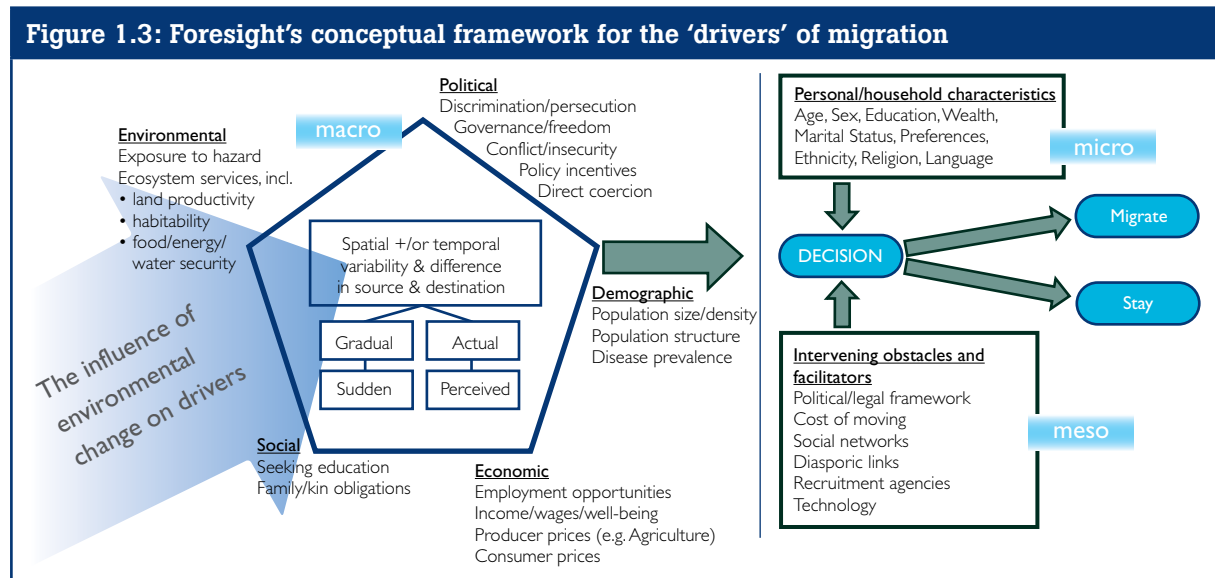 Figure 1.3: Foresight's conceptual framework for the 'drivers' of migration
macro
Political
Discrimination/persecution
Governance/freedom
Conflict/insecurity
Policy incentives
Direct coercion
Environmental
Exposure to hazard
Ecosystem services, incl.
• land productivity
• habitability
• food/energy/
water security
Spatial +/or temporal
variability & difference
in source & destination
Gradual
Actual
Sudden
Perceived
The influence of
environmental
change on drivers
Demographic
Population size/density
Population structure
Disease prevalence
Social
Seeking education
Family/kin obligations
Economic
Employment opportunities
Income/wages/well-being
Producer prices (e.g. Agriculture)
Consumer prices
Personal/household characteristics
Age, Sex, Education, Wealth,
Marital Status, Preferences,
Ethnicity, Religion, Language
micro
DECISION
Migrate
Stay
Intervening obstacles and
facilitators
Political/legal framework
Cost of moving
Social networks
Diasporic links
Recruitment agencies
Technology
meso